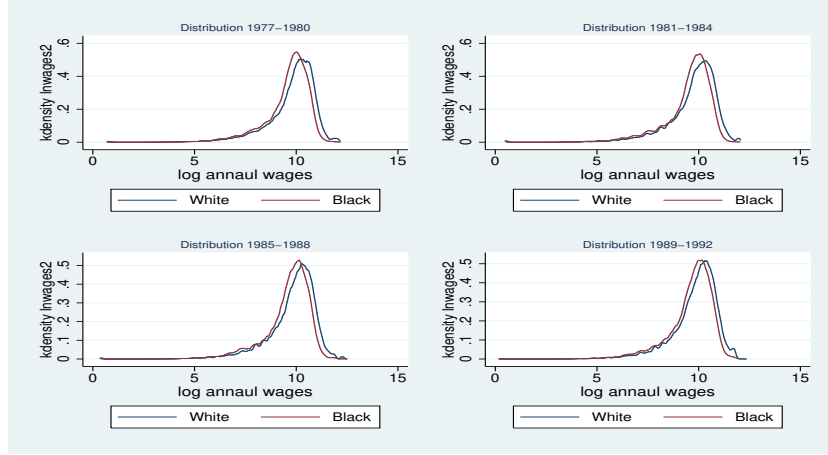 Distribution 1977–1980
kdensity lnwages2
0 .2 .4 .6
0 5 10 15
log annaul wages
White Black
Distribution 1981–1984
kdensity lnwages2
0 .2 .4 .6
0 5 10 15
log annaul wages
White Black
Distribution 1985–1988
kdensity lnwages2
0 .1 .2 .3 .4 .5
0 5 10 15
log annaul wages
White Black
Distribution 1989–1992
kdensity lnwages2
0 .1 .2 .3 .4 .5
0 5 10 15
log annaul wages
White Black